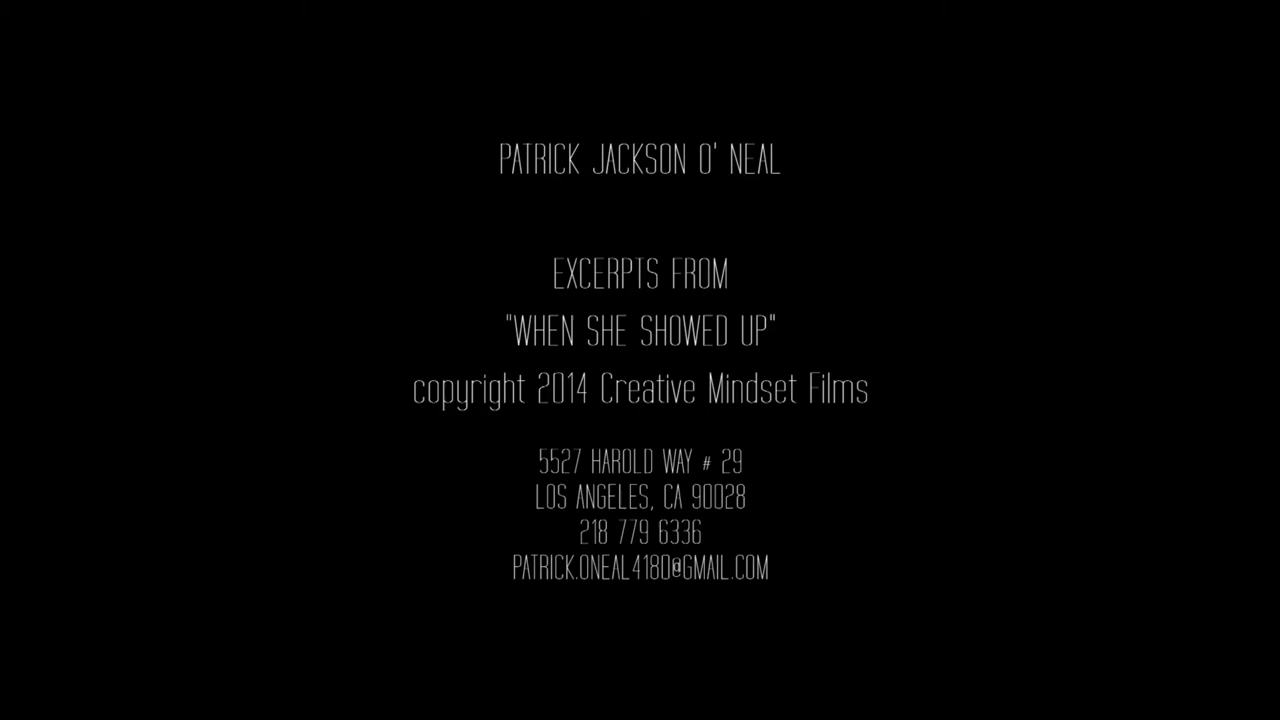 PATRICK JACKSON O' NEAL
EXCERPTS FROM
"WHEN SHE SHOWED UP"
copyright 2014 Creative Mindset Films
5527 HAROLD WAY # 29
LOS ANGELES, CA 90028
218 779 6336
PATRICK.ONEAL4180@GMAIL.COM